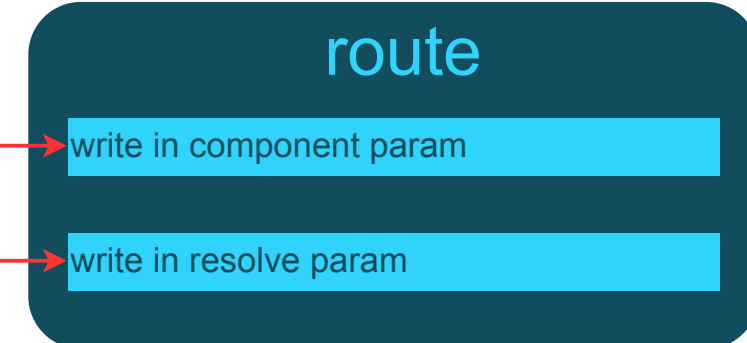 route
write in component param
write in resolve param